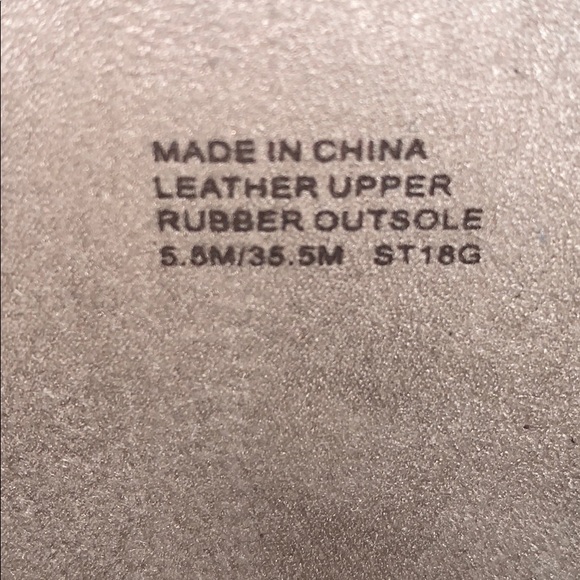 MADE IN CHINA
LEATHER UPPER
RUBBER OUTSOLE
5.5M/35.5M ST18G